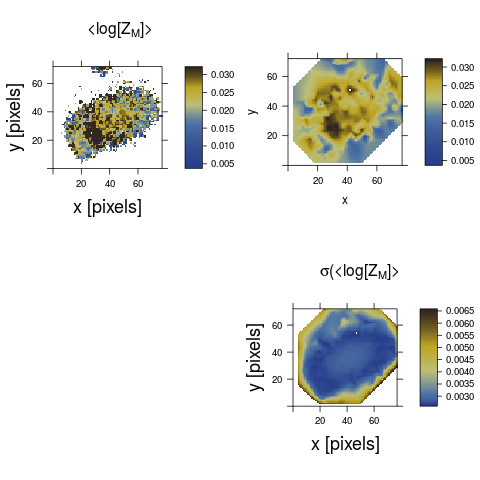 <log[Z_M]>
y [pixels]
60
40
20
20 40 60
x [pixels]
0.030
0.025
0.020
0.015
0.010
0.005
y
60
40
20
20 40 60
x
0.030
0.025
0.020
0.015
0.010
0.005
σ(<log[Z_M]>
y [pixels]
60
40
20
20 40 60
x [pixels]
0.0065
0.0060
0.0055
0.0050
0.0045
0.0040
0.0035
0.0030